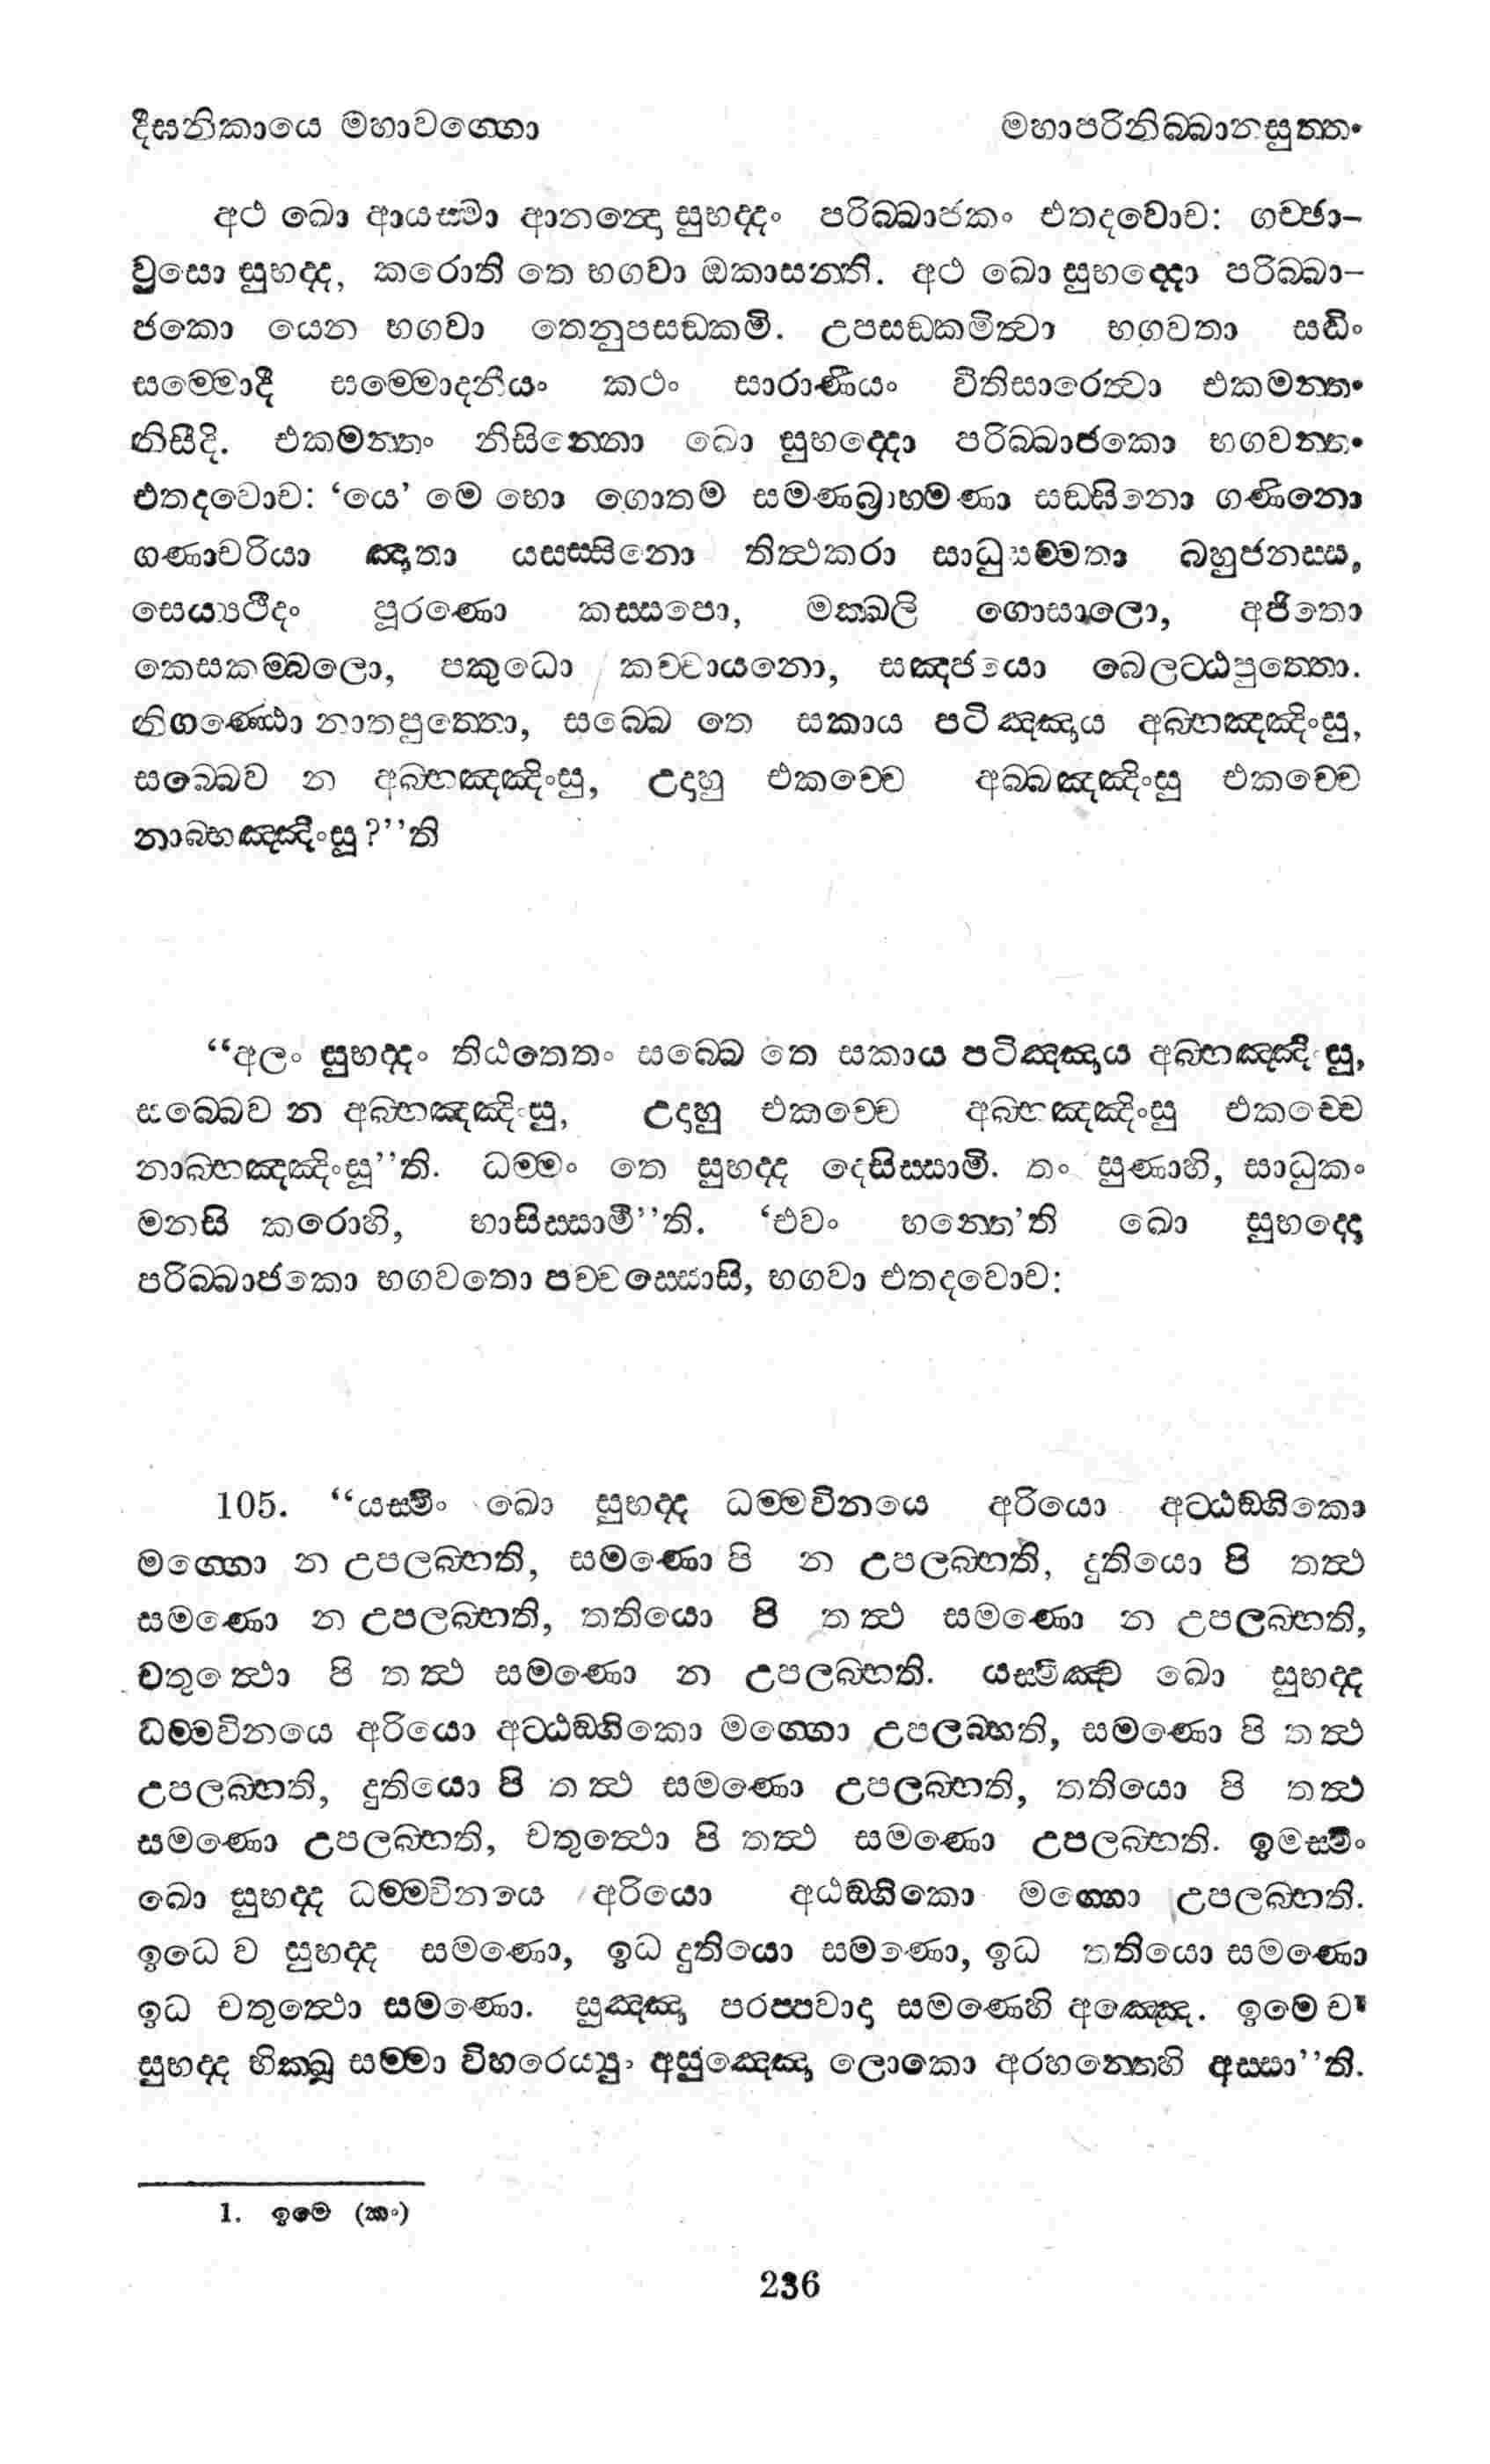 දීඝනිකායෙ මහාවග්ගො මහාපරිනිබ්බානසුත්තං
අථ ඛො ආයස්මා ආනන්දො සුභද්දං පරිබ්බාජකං එතදවොච: ගච්ඡා-
වුසො සුභද්ද, කරොති තෙ භගවා ඔකාසන්ති. අථ ඛො සුභද්දො පරිබ්බා-
ජකො යෙන භගවා තෙනුපසඞ්කමි. උපසඞ්කමිත්වා භගවතා සද්ධිං
සම්මොදි සම්මොදනීයං කථං සාරාණීයං වීතිසාරෙත්වා එකමන්තං
නිසීදි. එකමන්තං නිසින්නො ඛො සුභද්දො පරිබ්බාජකො භගවන්තං
එතදවොච: ‘යෙ’ මෙ භො ගොතම සමණබ්‍රාහ්මණා සඞ්ඝිනො ගණිනො
ගණාචරියා ඤාතා යසස්සිනො තිත්ථකරා සාධුසම්මතා බහුජනස්ස,
සෙය්‍යථීදං පූරණො කස්සපො, මක්ඛලි ගොසාලො, අජිතො
කෙසකම්බලො, පකුධො කච්චායනො, සඤ්ජයො බෙලට්ඨපුත්තො.
නිගණ්ඨො නාතපුත්තො, සබ්බෙ තෙ සකාය පටිඤ්ඤාය අබ්භඤ්ඤිංසු,
සබ්බෙව න අබ්භඤ්ඤිංසු, උදාහු එකච්චෙ අබ්බඤ්ඤිංසු එකච්චෙ
නාබ්භඤ්ඤිංසූ?’’ති
“අලං සුභද්දං තිඨතෙතං සබ්බෙ තෙ සකාය පටිඤ්ඤාය අබ්භඤ්ඤිංසු,
සබ්බෙව න අබ්භඤ්ඤිංසු, උදාහු එකච්චෙ අබ්භඤ්ඤිංසු එකච්චෙ
නාබ්භඤ්ඤිංසූ’’ති. ධම්මං තෙ සුභද්ද දෙසිස්සාමි. තං සුණාහි, සාධුකං
මනසි කරොහි, භාසිස්සාමී’’ති. ‘එවං භන්තෙ’ති ඛො සුභද්දො
පරිබ්බාජකො භගවතො පච්චස්සොසි, භගවා එතදවොච:
105. “යස්මිං ඛො සුභද්ද ධම්මවිනයෙ අරියො අට්ඨඞ්ගිකො
මග්ගො න උපලබ්භති, සමණො පි න උපලබ්භති, දුතියො පි තත්ථ
සමණො න උපලබ්භති, තතියො පි තත්ථ සමණො න උපලබ්භති,
චතුත්ථො පි තත්ථ සමණො න උපලබ්භති. යස්මිඤ්ච ඛො සුභද්ද
ධම්මවිනයෙ අරියො අට්ඨඞ්ගිකො මග්ගො උපලබ්භති, සමණො පි තත්ථ
උපලබ්භති, දුතියො පි තත්ථ සමණො උපලබ්භති, තතියො පි තත්ථ
සමණො උපලබ්භති, චතුත්ථො පි තත්ථ සමණො උපලබ්භති. ඉමස්මිං
ඛො සුභද්ද ධම්මවිනයෙ අරියො අඨඞ්ගිකො මග්ගො උපලබ්භති.
ඉධෙ ව සුභද්ද සමණො, ඉධ දුතියො සමණො, ඉධ තතියො සමණො
ඉධ චතුත්ථො සමණො. සුඤ්ඤා පරප්පවාදා සමණෙහි අඤ්ඤෙ. ඉමෙ ච¹
සුභද්ද භික්ඛූ සම්මා විහරෙය්‍යුං අසුඤ්ඤො ලොකො අරහන්තෙහි අස්සා’’ති.
1. ඉමෙ (කං)
236